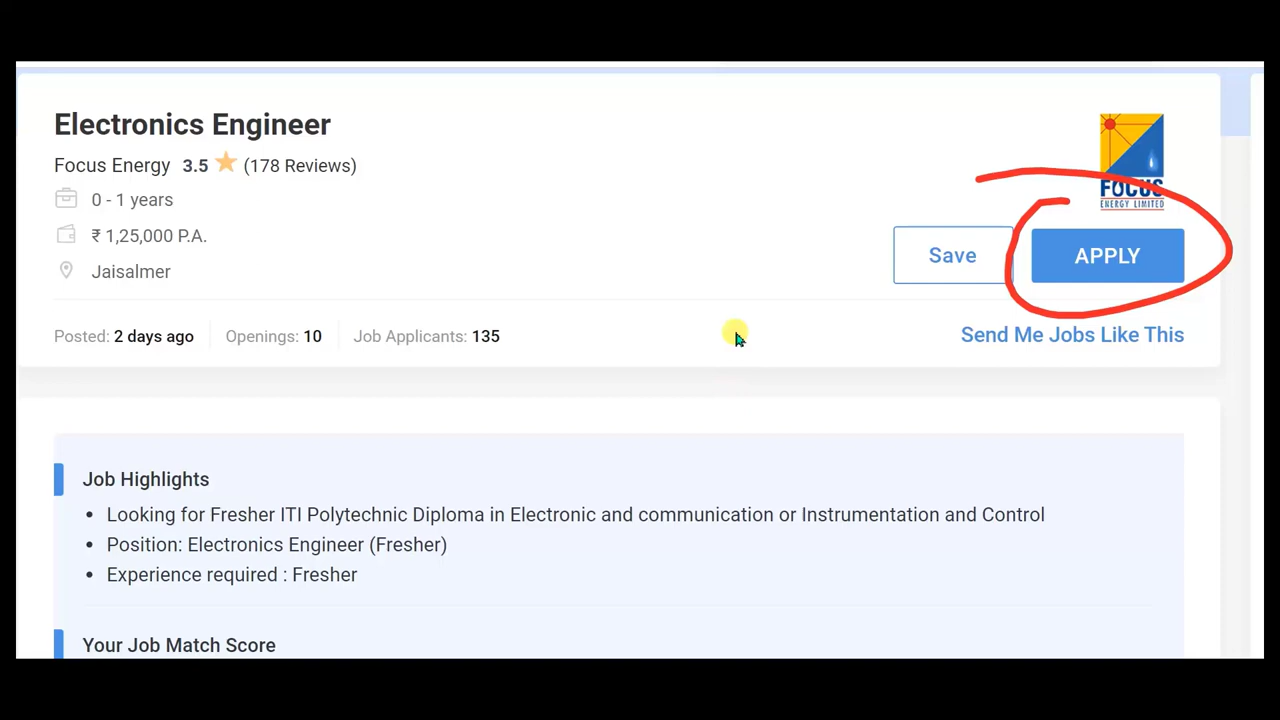 Electronics Engineer
Focus Energy 3.5 (178 Reviews)
0 - 1 years
₹ 1,25,000 P.A.
Jaisalmer
FOCUS
ENERGY LIMITED
Save
APPLY
Posted: 2 days ago Openings: 10 Job Applicants: 135
Send Me Jobs Like This
Job Highlights
• Looking for Fresher ITI Polytechnic Diploma in Electronic and communication or Instrumentation and Control
• Position: Electronics Engineer (Fresher)
• Experience required : Fresher
Your Job Match Score